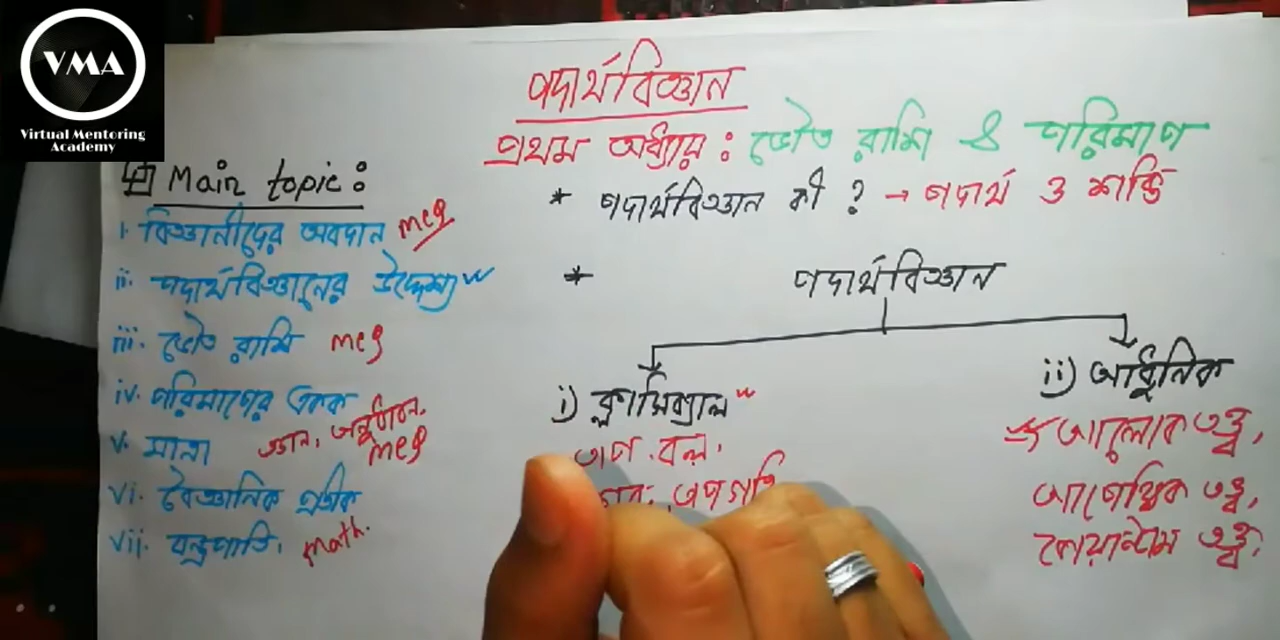 VMA
Virtual Mentoring
Academy
পদার্থবিজ্ঞান
প্রথম অধ্যায় : ভৌত রাশি ও পরিমাপ
* পদার্থবিজ্ঞান কী ? → পদার্থ ও শক্তি
Main topic :
i. বিজ্ঞানীদের অবদান mcq
ii. পদার্থবিজ্ঞানের উদ্দেশ্য
iii. ভৌত রাশি mcq
iv. পরিমাপের একক
v. মাত্রা জ্ঞান, অনুধাবন, mcq
vi. বৈজ্ঞানিক প্রতীক
vii. যন্ত্রপাতি, math.
* পদার্থবিজ্ঞান
i) ক্লাসিক্যাল
তাপ, বল,
তাপগতি
ii) আধুনিক
আলোক তত্ত্ব,
আপেক্ষিক তত্ত্ব,
কোয়ান্টাম তত্ত্ব,